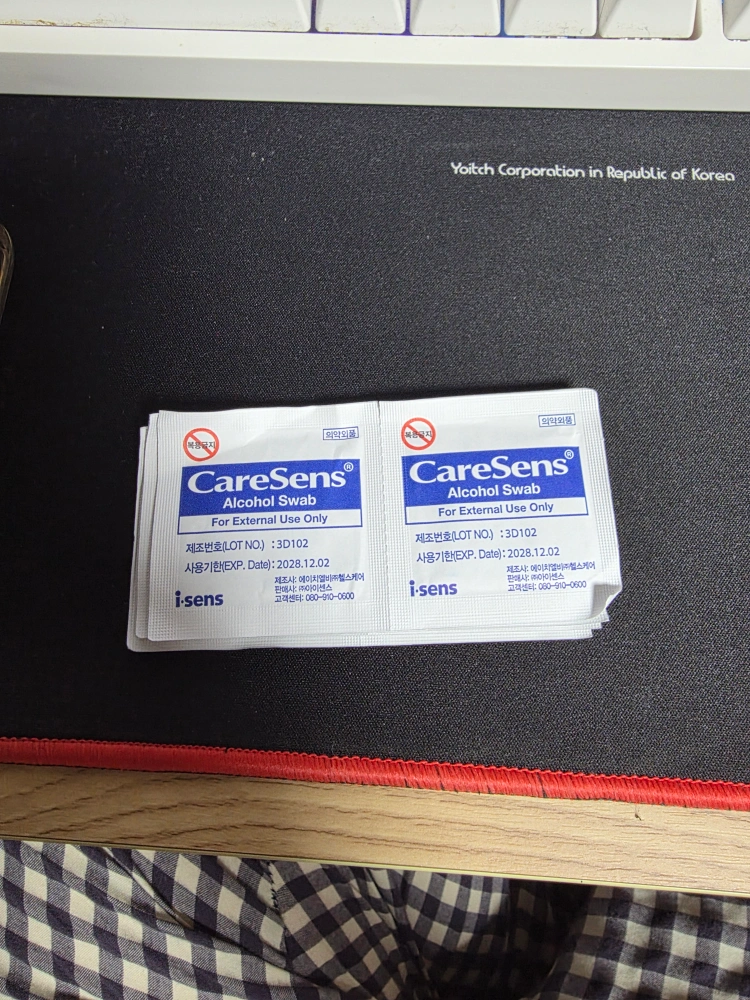 Yoitch Corporation in Republic of Korea
복용금지
의약외품
CareSens®
Alcohol Swab
For External Use Only
제조번호(LOT NO.) : 3D102
사용기한(EXP. Date) : 2028.12.02
제조사: 에이치엘비㈜헬스케어
판매사: ㈜아이센스
고객센터: 080-910-0600
i·sens
복용금지
의약외품
CareSens®
Alcohol Swab
For External Use Only
제조번호(LOT NO.) : 3D102
사용기한(EXP. Date) : 2028.12.02
제조사: 에이치엘비㈜헬스케어
판매사: ㈜아이센스
고객센터: 080-910-0600
i·sens